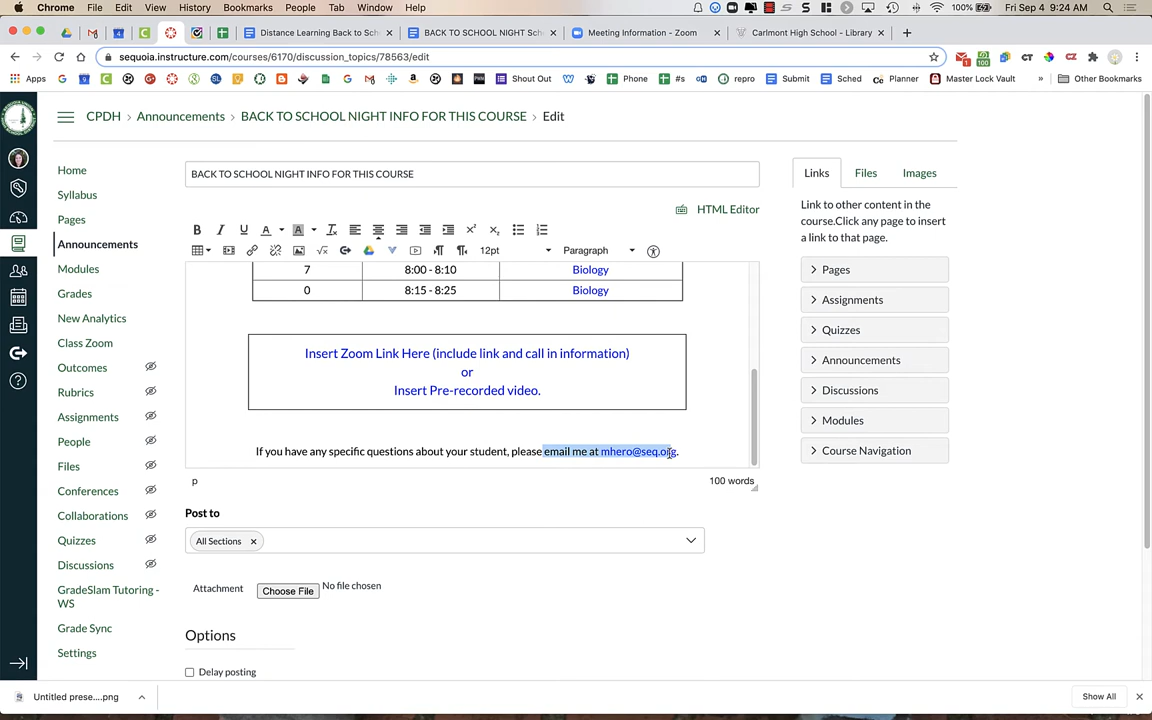 Chrome File Edit View History Bookmarks People Tab Window Help 100% Fri Sep 4 9:24 AM
Distance Learning Back to Sch BACK TO SCHOOL NIGHT Sch Meeting Information - Zoom Carlmont High School - Library
sequoia.instructure.com/courses/6170/discussion_topics/78563/edit
Apps Shout Out Phone #s repro Submit Sched Planner Master Lock Vault » Other Bookmarks
CPDH > Announcements > BACK TO SCHOOL NIGHT INFO FOR THIS COURSE > Edit
Home
Syllabus
Pages
Announcements
Modules
Grades
New Analytics
Class Zoom
Outcomes
Rubrics
Assignments
People
Files
Conferences
Collaborations
Quizzes
Discussions
GradeSlam Tutoring -
WS
Grade Sync
Settings
BACK TO SCHOOL NIGHT INFO FOR THIS COURSE
HTML Editor
12pt Paragraph
7 8:00 - 8:10 Biology
0 8:15 - 8:25 Biology
Insert Zoom Link Here (include link and call in information)
or
Insert Pre-recorded video.
If you have any specific questions about your student, please email me at mhero@seq.org.
p 100 words
Post to
All Sections
Attachment Choose File No file chosen
Options
Delay posting
Links Files Images
Link to other content in the
course.Click any page to insert
a link to that page.
Pages
Assignments
Quizzes
Announcements
Discussions
Modules
Course Navigation
Untitled prese....png Show All